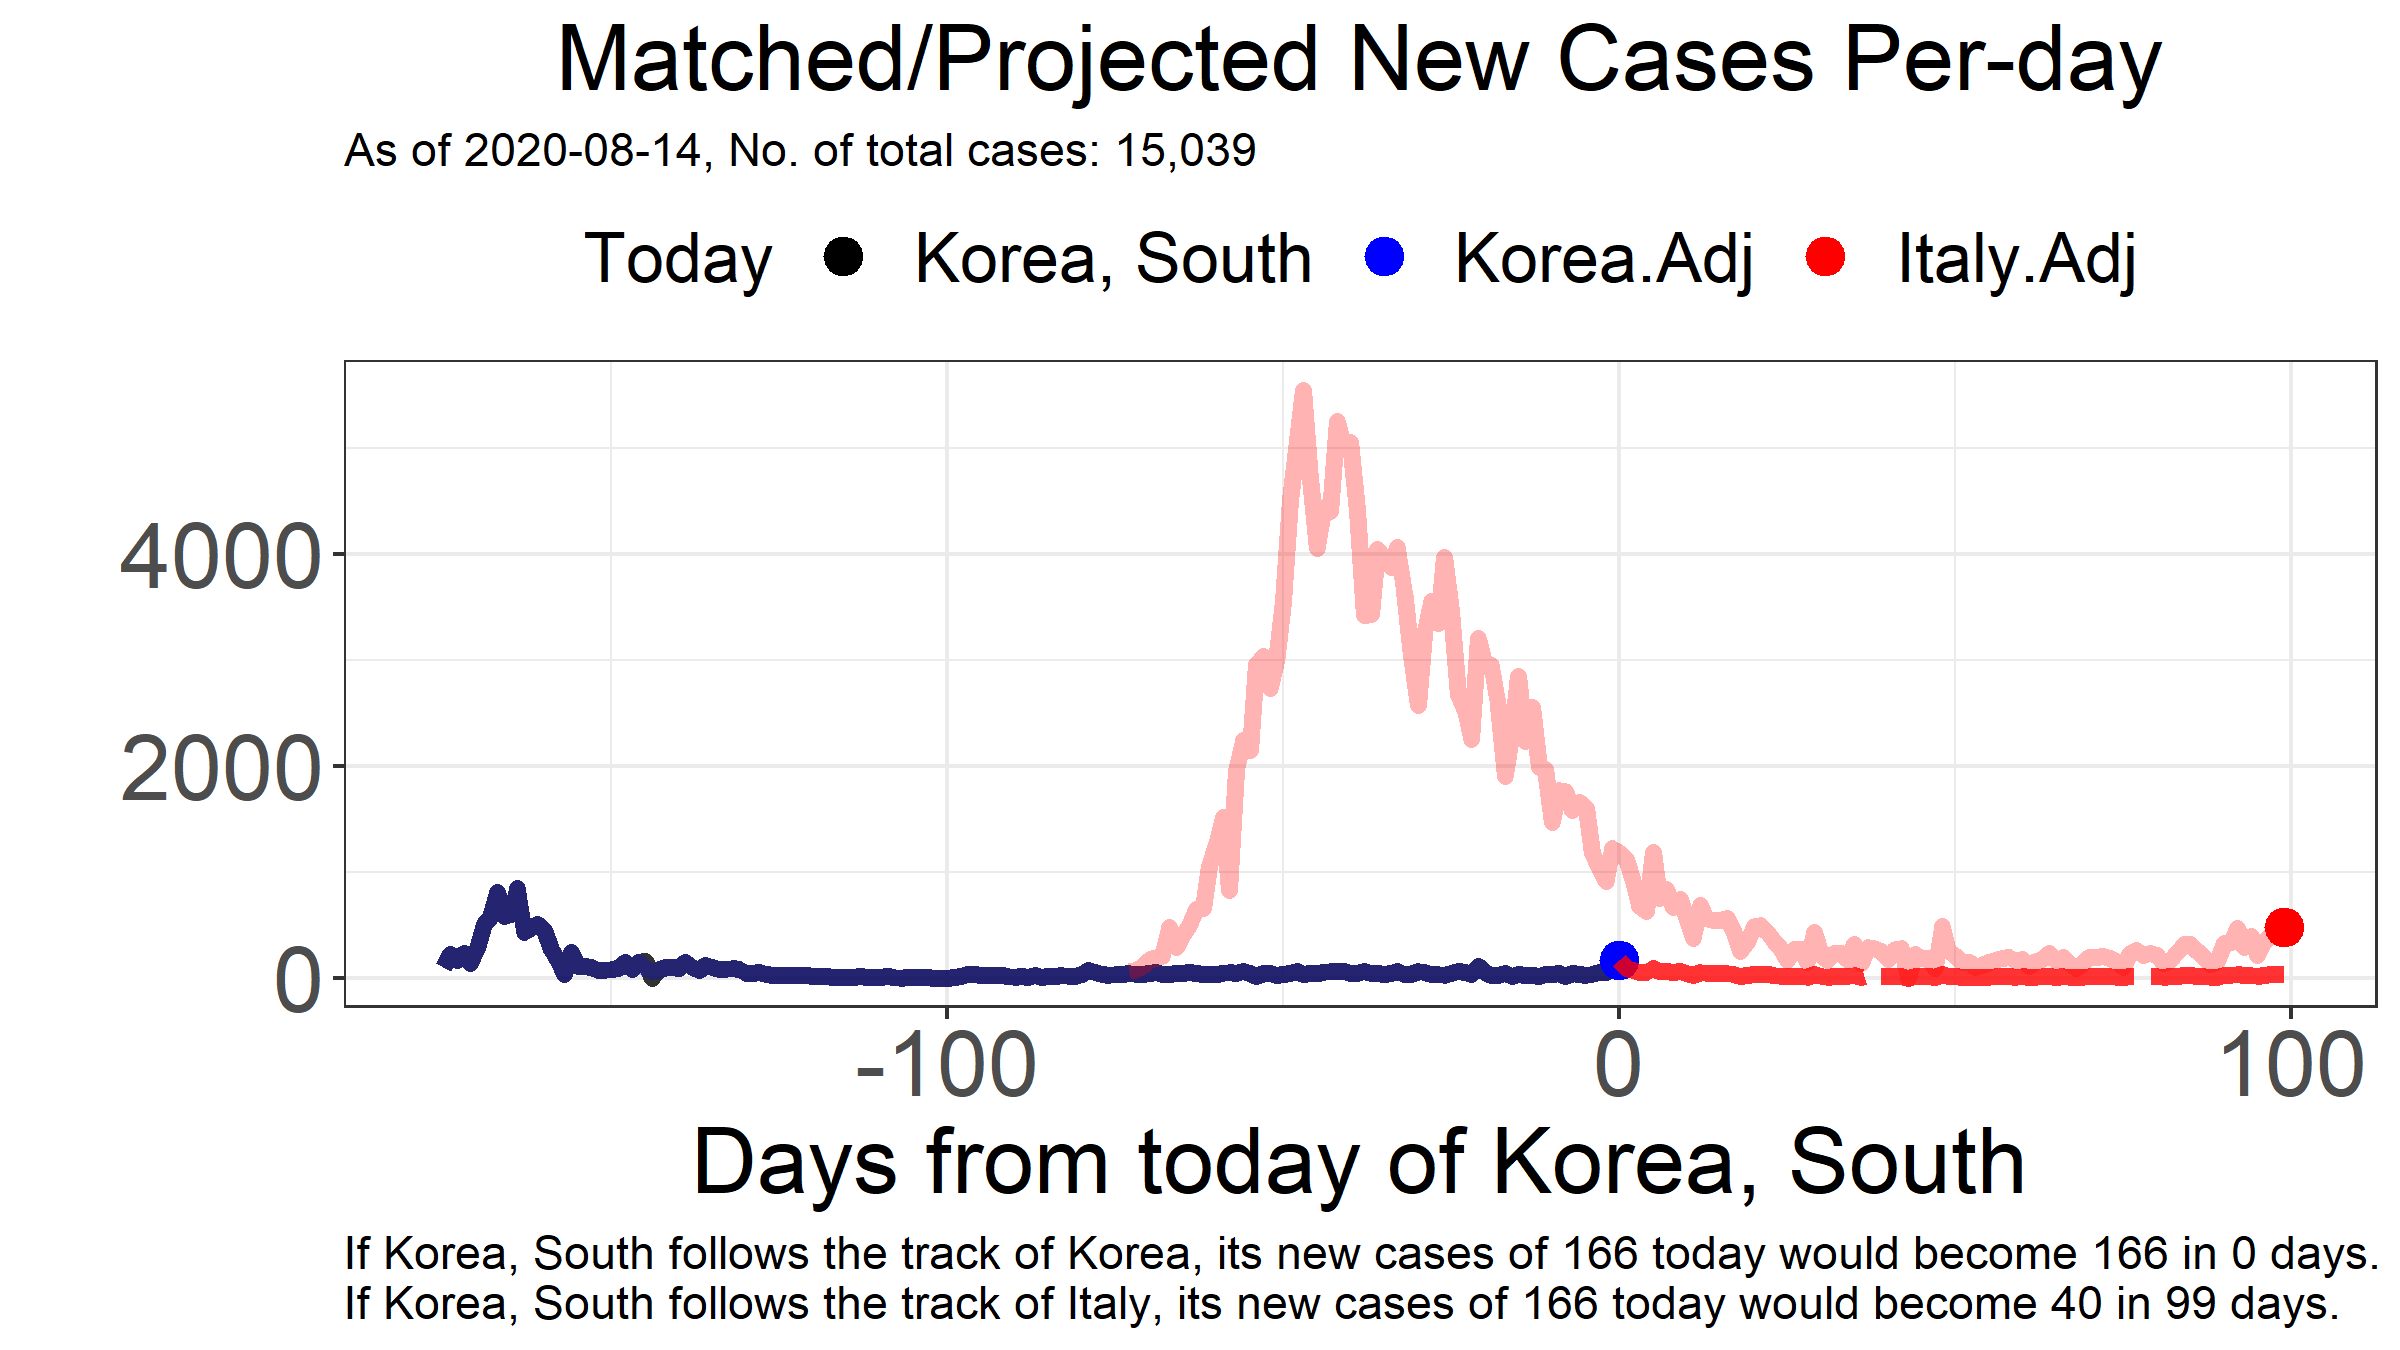 Matched/Projected New Cases Per-day
As of 2020-08-14, No. of total cases: 15,039
Today Korea, South Korea.Adj Italy.Adj
4000
2000
0
-100 0 100
Days from today of Korea, South
If Korea, South follows the track of Korea, its new cases of 166 today would become 166 in 0 days.
If Korea, South follows the track of Italy, its new cases of 166 today would become 40 in 99 days.